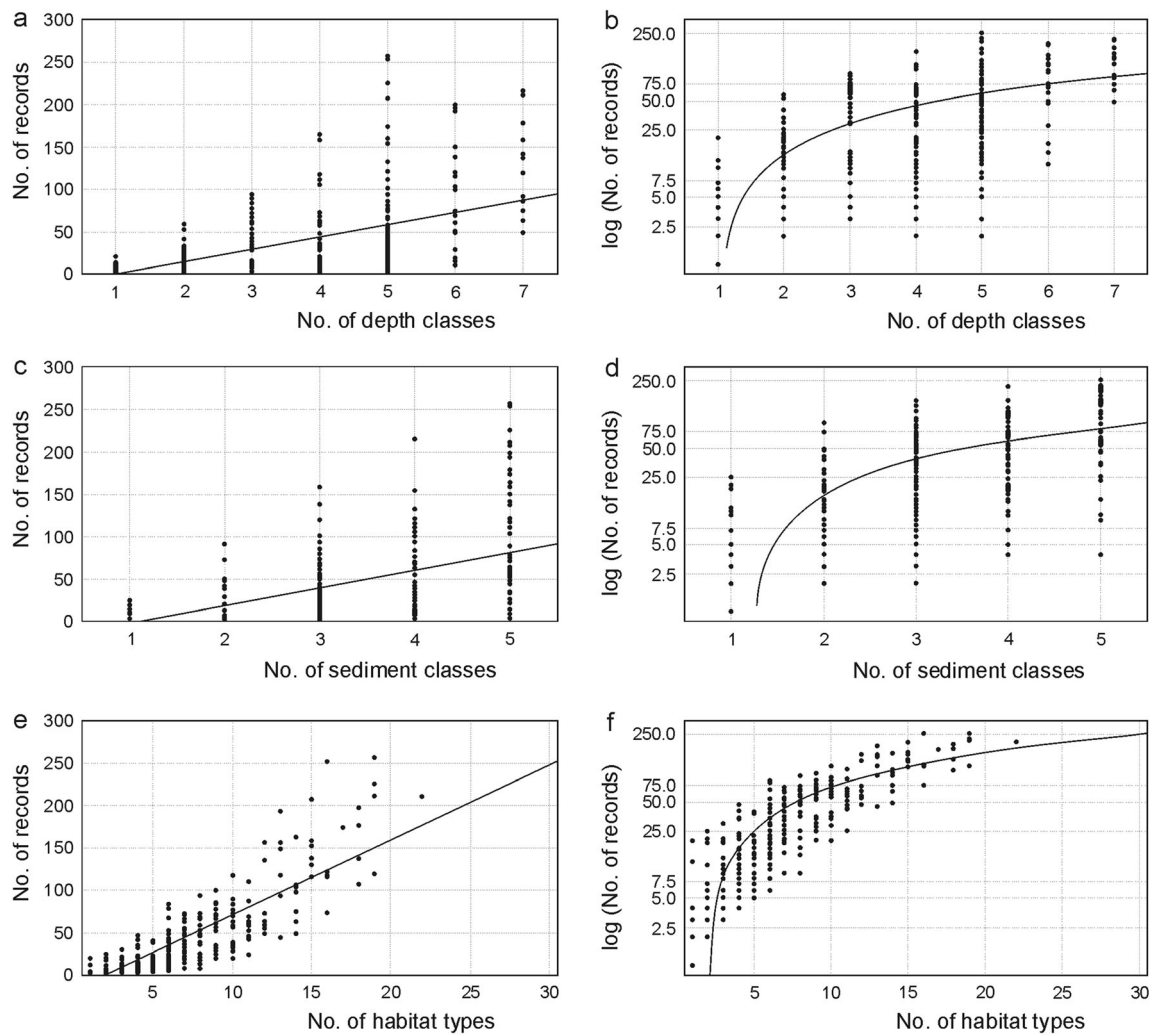 a
No. of records
300
250
200
150
100
50
0
1 2 3 4 5 6 7
No. of depth classes
b
log (No. of records)
250.0
75.0
50.0
25.0
7.5
5.0
2.5
1 2 3 4 5 6 7
No. of depth classes
c
No. of records
300
250
200
150
100
50
0
1 2 3 4 5
No. of sediment classes
d
log (No. of records)
250.0
75.0
50.0
25.0
7.5
5.0
2.5
1 2 3 4 5
No. of sediment classes
e
No. of records
300
250
200
150
100
50
0
5 10 15 20 25 30
No. of habitat types
f
log (No. of records)
250.0
75.0
50.0
25.0
7.5
5.0
2.5
5 10 15 20 25 30
No. of habitat types